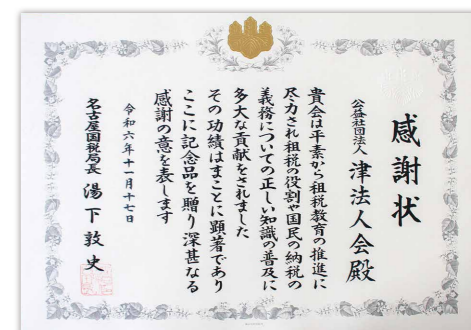 感謝状
公益社団法人 津法人会殿
貴会は平素から租税教育の推進に
尽力され租税の役割や国民の納税の
義務についての正しい知識の普及に
多大な貢献をされました
その功績はまことに顕著であり
ここに記念品を贈り深甚なる
感謝の意を表します
令和六年十一月十七日
名古屋国税局長 湯下敦史